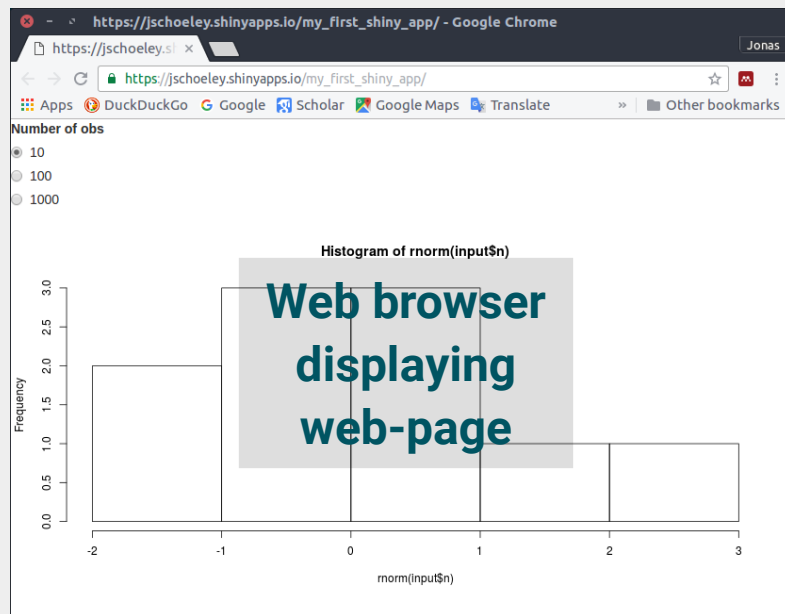 https://jschoeley.shinyapps.io/my_first_shiny_app/ - Google Chrome
https://jschoeley.sh
Jonas
https://jschoeley.shinyapps.io/my_first_shiny_app/
Apps DuckDuckGo Google Scholar Google Maps Translate » Other bookmarks
Number of obs
10
100
1000
Histogram of rnorm(input$n)
Web browser
displaying
web-page
Frequency
3.0
2.5
2.0
1.5
1.0
0.5
0.0
-2 -1 0 1 2 3
rnorm(input$n)